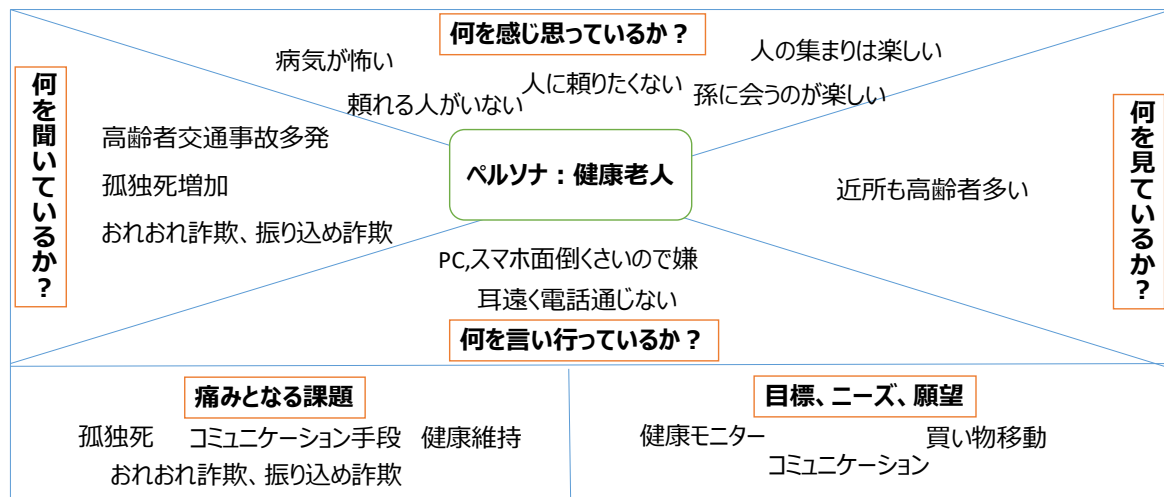 何を感じ思っているか？
病気が怖い
頼れる人がいない
人に頼りたくない
人の集まりは楽しい
孫に会うのが楽しい
何を聞いているか？
高齢者交通事故多発
孤独死増加
おれおれ詐欺、振り込め詐欺
ペルソナ：健康老人
近所も高齢者多い
何を見ているか？
PC,スマホ面倒くさいので嫌
耳遠く電話通じない
何を言い行っているか？
痛みとなる課題
孤独死 コミュニケーション手段 健康維持
おれおれ詐欺、振り込め詐欺
目標、ニーズ、願望
健康モニター 買い物移動
コミュニケーション